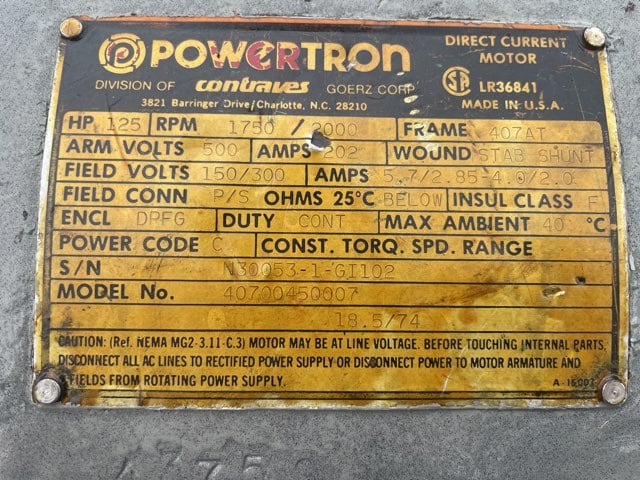 POWERTRON
DIRECT CURRENT
MOTOR
DIVISION OF contraves GOERZ CORP.
LR36841
3821 Barringer Drive/Charlotte, N.C. 28210
MADE IN U.S.A.
HP 125 RPM 1750 / 2000 FRAME 407AT
ARM VOLTS 500 AMPS 202 WOUND STAB SHUNT
FIELD VOLTS 150/300 AMPS 5.7/2.85-4.0/2.0
FIELD CONN P/S OHMS 25°C BELOW INSUL CLASS F
ENCL DPFG DUTY CONT MAX AMBIENT 40 °C
POWER CODE C CONST. TORQ. SPD. RANGE
S/N N30053-1-GI102
MODEL No. 40700450007
18.5/74
CAUTION: (Ref. NEMA MG2-3.11-C.3) MOTOR MAY BE AT LINE VOLTAGE. BEFORE TOUCHING INTERNAL PARTS,
DISCONNECT ALL AC LINES TO RECTIFIED POWER SUPPLY OR DISCONNECT POWER TO MOTOR ARMATURE AND
FIELDS FROM ROTATING POWER SUPPLY.